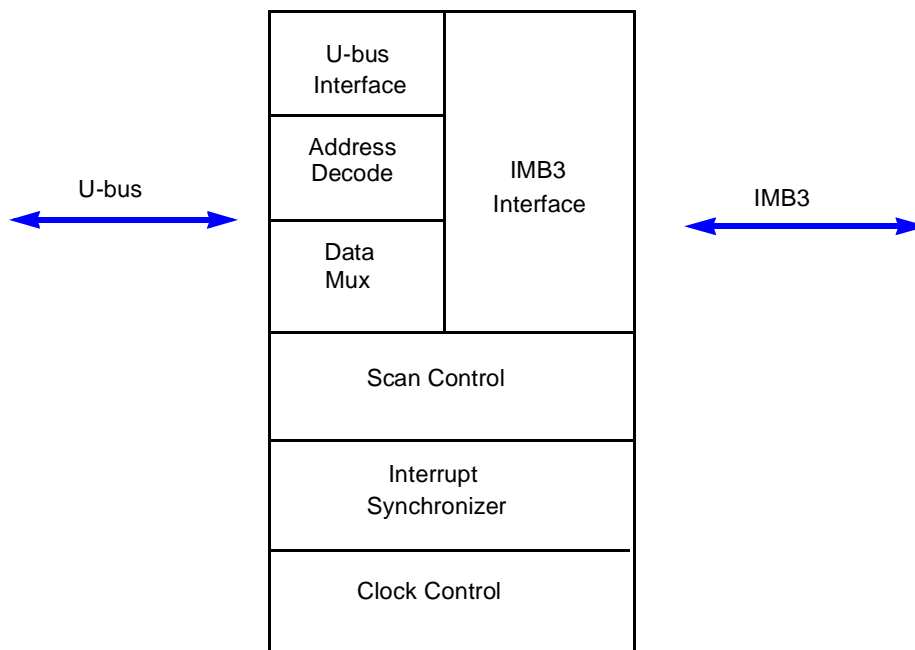 U-bus
Interface
Address
Decode
Data
Mux
IMB3
Interface
U-bus
IMB3
Scan Control
Interrupt
Synchronizer
Clock Control